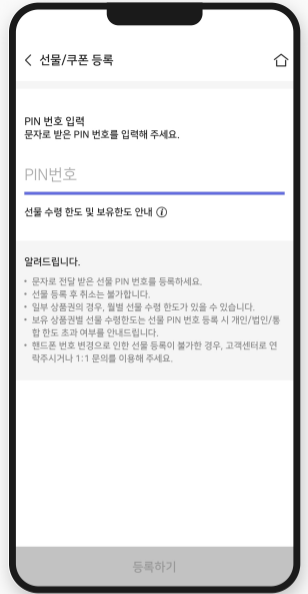 선물/쿠폰 등록
PIN 번호 입력
문자로 받은 PIN 번호를 입력해 주세요.
PIN번호
선물 수령 한도 및 보유한도 안내 ⓘ
알려드립니다.
• 문자로 전달 받은 선물 PIN 번호를 등록하세요.
• 선물 등록 후 취소는 불가합니다.
• 일부 상품권의 경우, 월별 선물 수령 한도가 있을 수 있습니다.
• 보유 상품권별 선물 수령한도는 선물 PIN 번호 등록 시 개인/법인/통
합 한도 초과 여부를 안내드립니다.
• 핸드폰 번호 변경으로 인한 선물 등록이 불가한 경우, 고객센터로 연
락주시거나 1:1 문의를 이용해 주세요.
등록하기